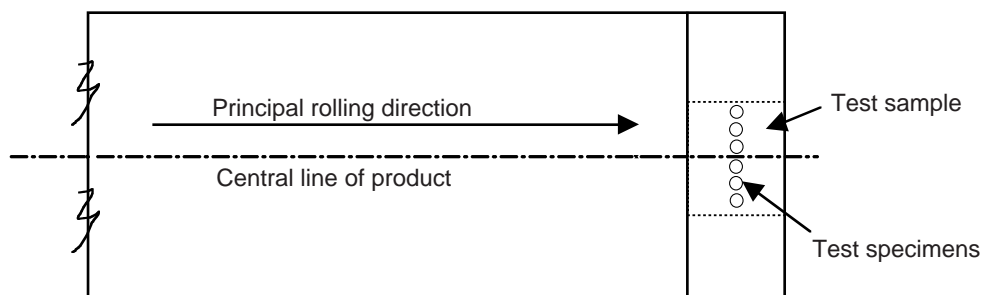 Principal rolling direction
Test sample
Central line of product
Test specimens